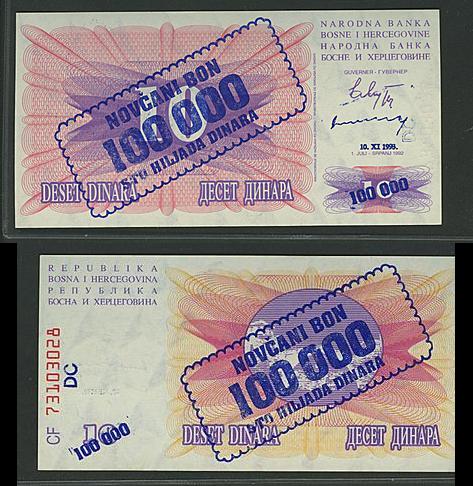 NARODNA BANKA
BOSNE I HERCEGOVINE
НАРОДНА БАНКА
БОСНЕ И ХЕРЦЕГОВИНЕ
GUVERNER - ГУВЕРНЕР
NOVČANI BON
100 000
STO HILJADA DINARA
10. XI 1993.
1. JULI - SRPANJ 1992
100 000
DESET DINARA
ДЕСЕТ ДИНАРА
REPUBLIKA
BOSNA I HERCEGOVINA
РЕПУБЛИКА
БОСНА И ХЕРЦЕГОВИНА
NOVČANI BON
100 000
STO HILJADA DINARA
CF 73103028
DC
10
100 000
DESET DINARA
ДЕСЕТ ДИНАРА